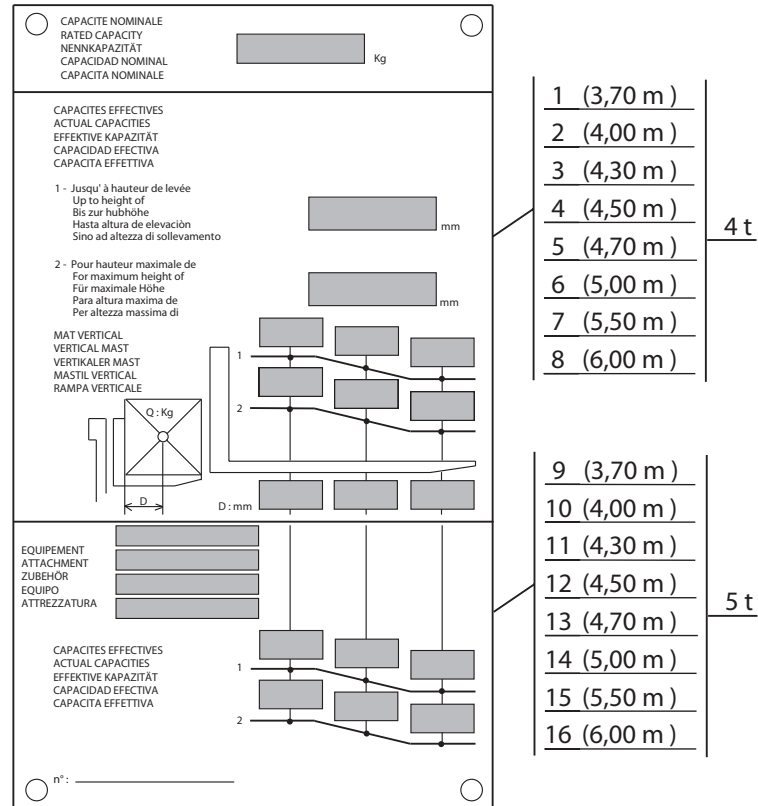 CAPACITE NOMINALE
RATED CAPACITY
NENNKAPAZITÄT
CAPACIDAD NOMINAL
CAPACITA NOMINALE
Kg
CAPACITES EFFECTIVES
ACTUAL CAPACITIES
EFFEKTIVE KAPAZITÄT
CAPACIDAD EFECTIVA
CAPACITA EFFETTIVA
1 - Jusqu' à hauteur de levée
Up to height of
Bis zur hubhöhe
Hasta altura de elevaciòn
Sino ad altezza di sollevamento
mm
2 - Pour hauteur maximale de
For maximum height of
Für maximale Höhe
Para altura maxima de
Per altezza massima di
mm
MAT VERTICAL
VERTICAL MAST
VERTIKALER MAST
MASTIL VERTICAL
RAMPA VERTICALE
1
2
Q : Kg
D
D : mm
EQUIPEMENT
ATTACHMENT
ZUBEHÖR
EQUIPO
ATTREZZATURA
CAPACITES EFFECTIVES
ACTUAL CAPACITIES
EFFEKTIVE KAPAZITÄT
CAPACIDAD EFECTIVA
CAPACITA EFFETTIVA
1
2
n° :
1 (3,70 m )
2 (4,00 m )
3 (4,30 m )
4 (4,50 m )
5 (4,70 m )
6 (5,00 m )
7 (5,50 m )
8 (6,00 m )
4 t
9 (3,70 m )
10 (4,00 m )
11 (4,30 m )
12 (4,50 m )
13 (4,70 m )
14 (5,00 m )
15 (5,50 m )
16 (6,00 m )
5 t